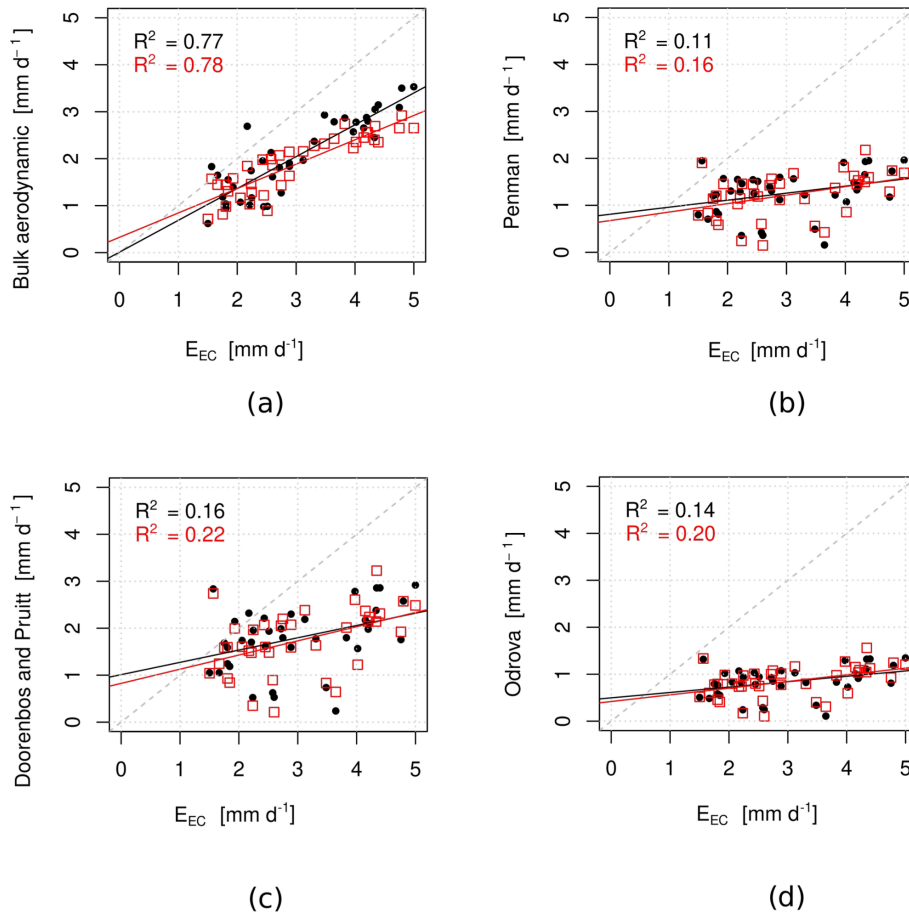 Bulk aerodynamic [mm d⁻¹]
5
4
3
2
1
0
R² = 0.77
R² = 0.78
0 1 2 3 4 5
E_EC [mm d⁻¹]
(a)
Penman [mm d⁻¹]
5
4
3
2
1
0
R² = 0.11
R² = 0.16
0 1 2 3 4 5
E_EC [mm d⁻¹]
(b)
Doorenbos and Pruitt [mm d⁻¹]
5
4
3
2
1
0
R² = 0.16
R² = 0.22
0 1 2 3 4 5
E_EC [mm d⁻¹]
(c)
Odrova [mm d⁻¹]
5
4
3
2
1
0
R² = 0.14
R² = 0.20
0 1 2 3 4 5
E_EC [mm d⁻¹]
(d)